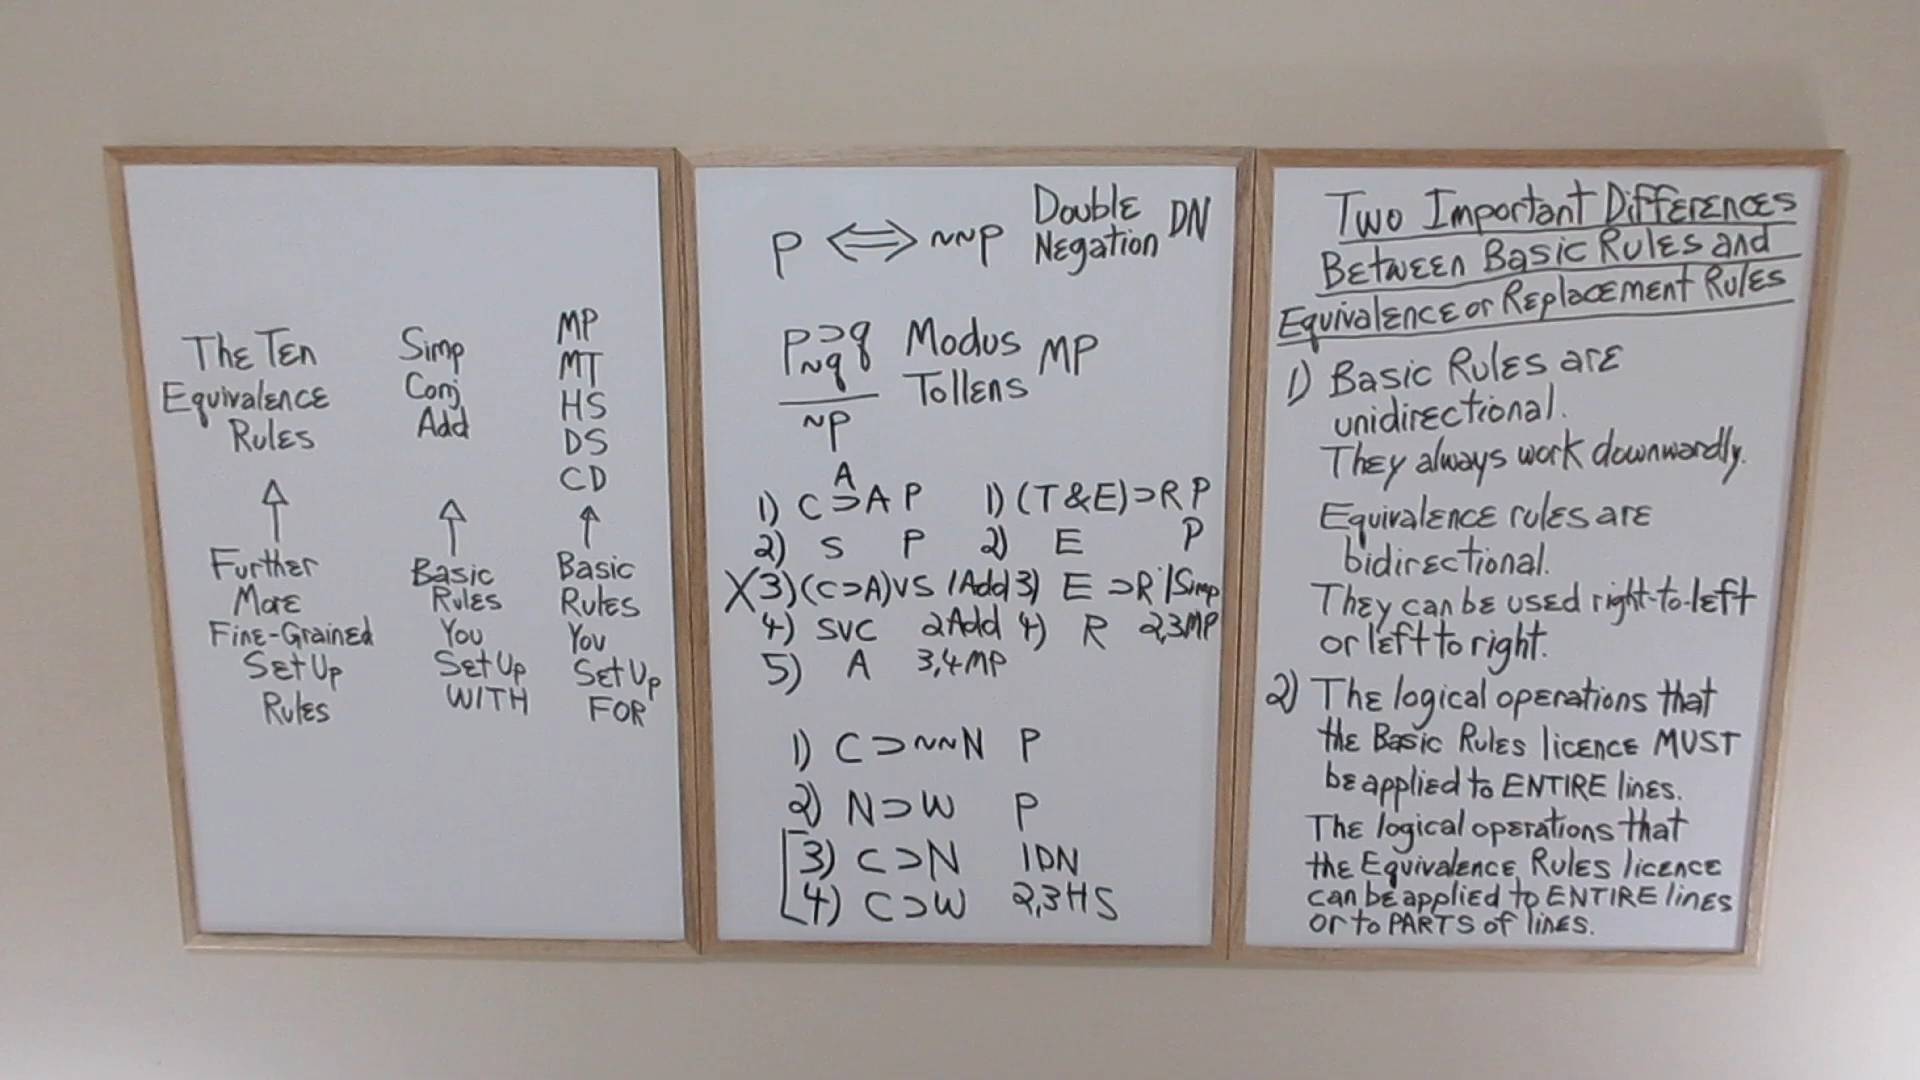 The Ten
Equivalence
Rules
Further
More
Fine-Grained
Set Up
Rules
Simp
Conj
Add
Basic
Rules
You
Set Up
WITH
MP
MT
HS
DS
CD
Basic
Rules
You
Set Up
FOR
P ⟺ ~~P Double Negation DN
P⊃q Modus MP
~q Tollens
~P
A
1) C⊃A P
2) S P
X3) (C⊃A)VS 1Add
4) SVC 2Add
5) A 3,4MP
1) (T&E)⊃R P
2) E P
3) E⊃R 1Simp
4) R 2,3MP
1) C⊃~~N P
2) N⊃W P
3) C⊃N 1DN
4) C⊃W 2,3HS
Two Important Differences
Between Basic Rules and
Equivalence or Replacement Rules
1) Basic Rules are
unidirectional.
They always work downwardly.
Equivalence rules are
bidirectional.
They can be used right-to-left
or left to right.
2) The logical operations that
the Basic Rules licence MUST
be applied to ENTIRE lines.
The logical operations that
the Equivalence Rules licence
can be applied to ENTIRE lines
or to PARTS of lines.